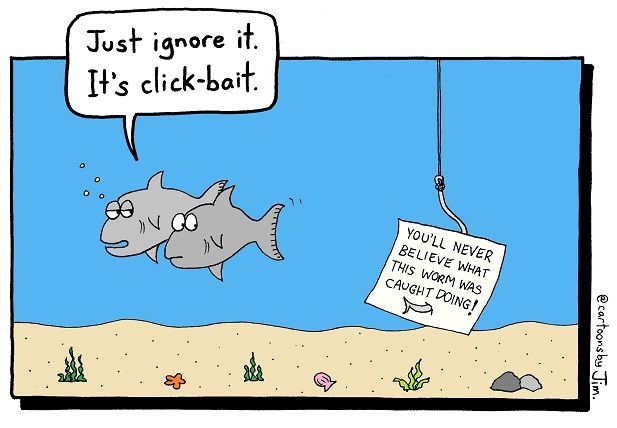 Just ignore it.
It's click-bait.
YOU'LL NEVER
BELIEVE WHAT
THIS WORM WAS
CAUGHT DOING!
@cartoonsbyJim.